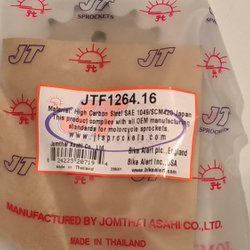 JT
SPROCKETS
JT
JTF1264.16
Material: High Carbon Steel SAE 1049/SCM420 Japan
This product complies with all OEM manufacturing
standards for motorcycle sprockets.
www.jtsprockets.com
Jomthai Asahi Co., Ltd.
Bike Alert plc., England
Bike Alert Inc., USA
Made in Thailand
www.bikealert.com
MANUFACTURED BY JOMTHAI ASAHI CO., LTD.
MADE IN THAILAND